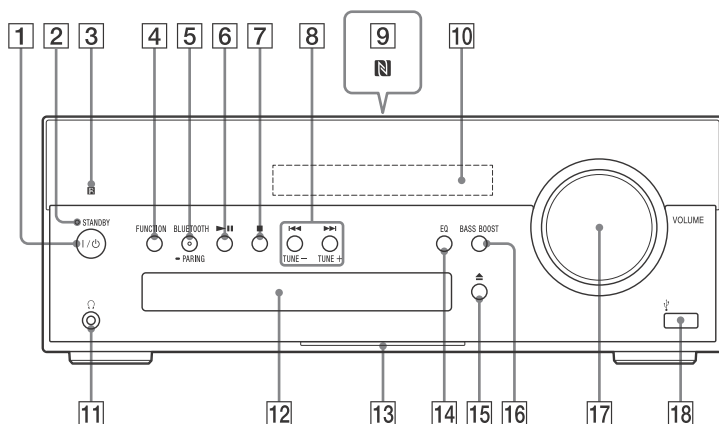 1 2 3 4 5 6 7 8 9 10
R
STANDBY
I / ⏻
FUNCTION BLUETOOTH
PARING
TUNE − TUNE +
EQ BASS BOOST
VOLUME
11 12 13 14 15 16 17 18